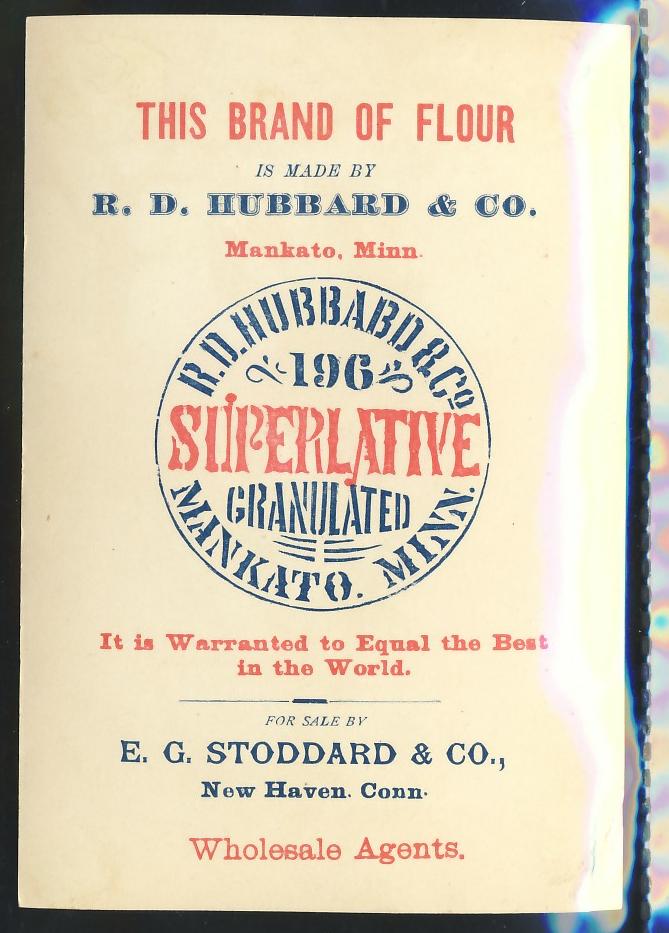 THIS BRAND OF FLOUR
IS MADE BY
R. D. HUBBARD & CO.
Mankato, Minn.
R.D. HUBBARD & Co
196
SUPERLATIVE
GRANULATED
MANKATO. MINN.
It is Warranted to Equal the Best
in the World.
FOR SALE BY
E. G. STODDARD & CO.,
New Haven. Conn.
Wholesale Agents.